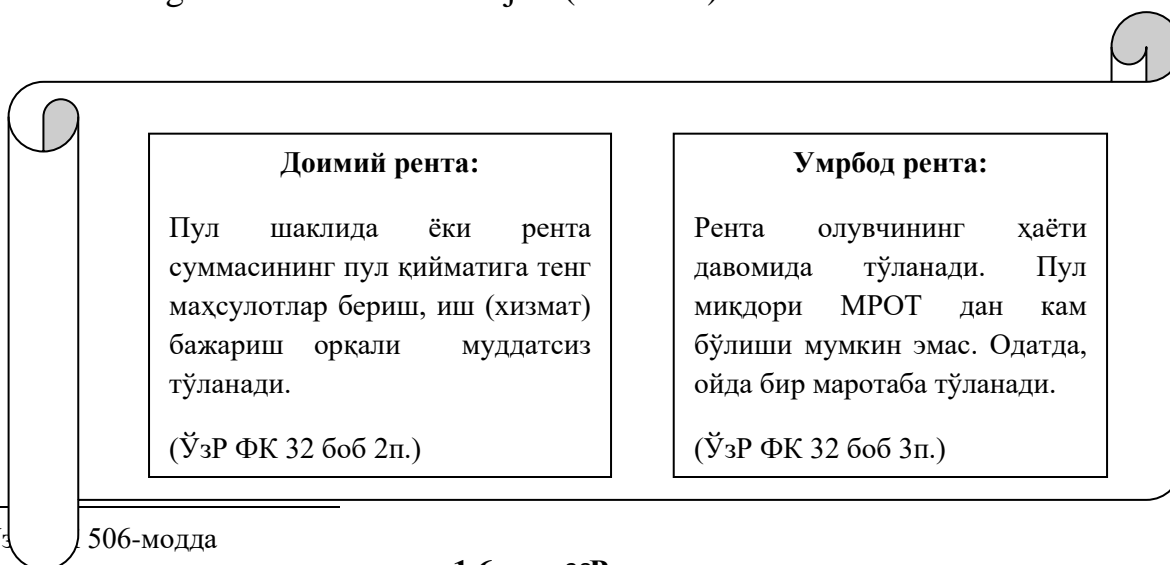 Доимий рента:
Пул шаклида ёки рента
суммасининг пул қийматига тенг
маҳсулотлар бериш, иш (хизмат)
бажариш орқали муддатсиз
тўланади.
(ЎзР ФК 32 боб 2п.)
Умрбод рента:
Рента олувчининг ҳаёти
давомида тўланади. Пул
миқдори МРОТ дан кам
бўлиши мумкин эмас. Одатда,
ойда бир маротаба тўланади.
(ЎзР ФК 32 боб 3п.)
506-модда